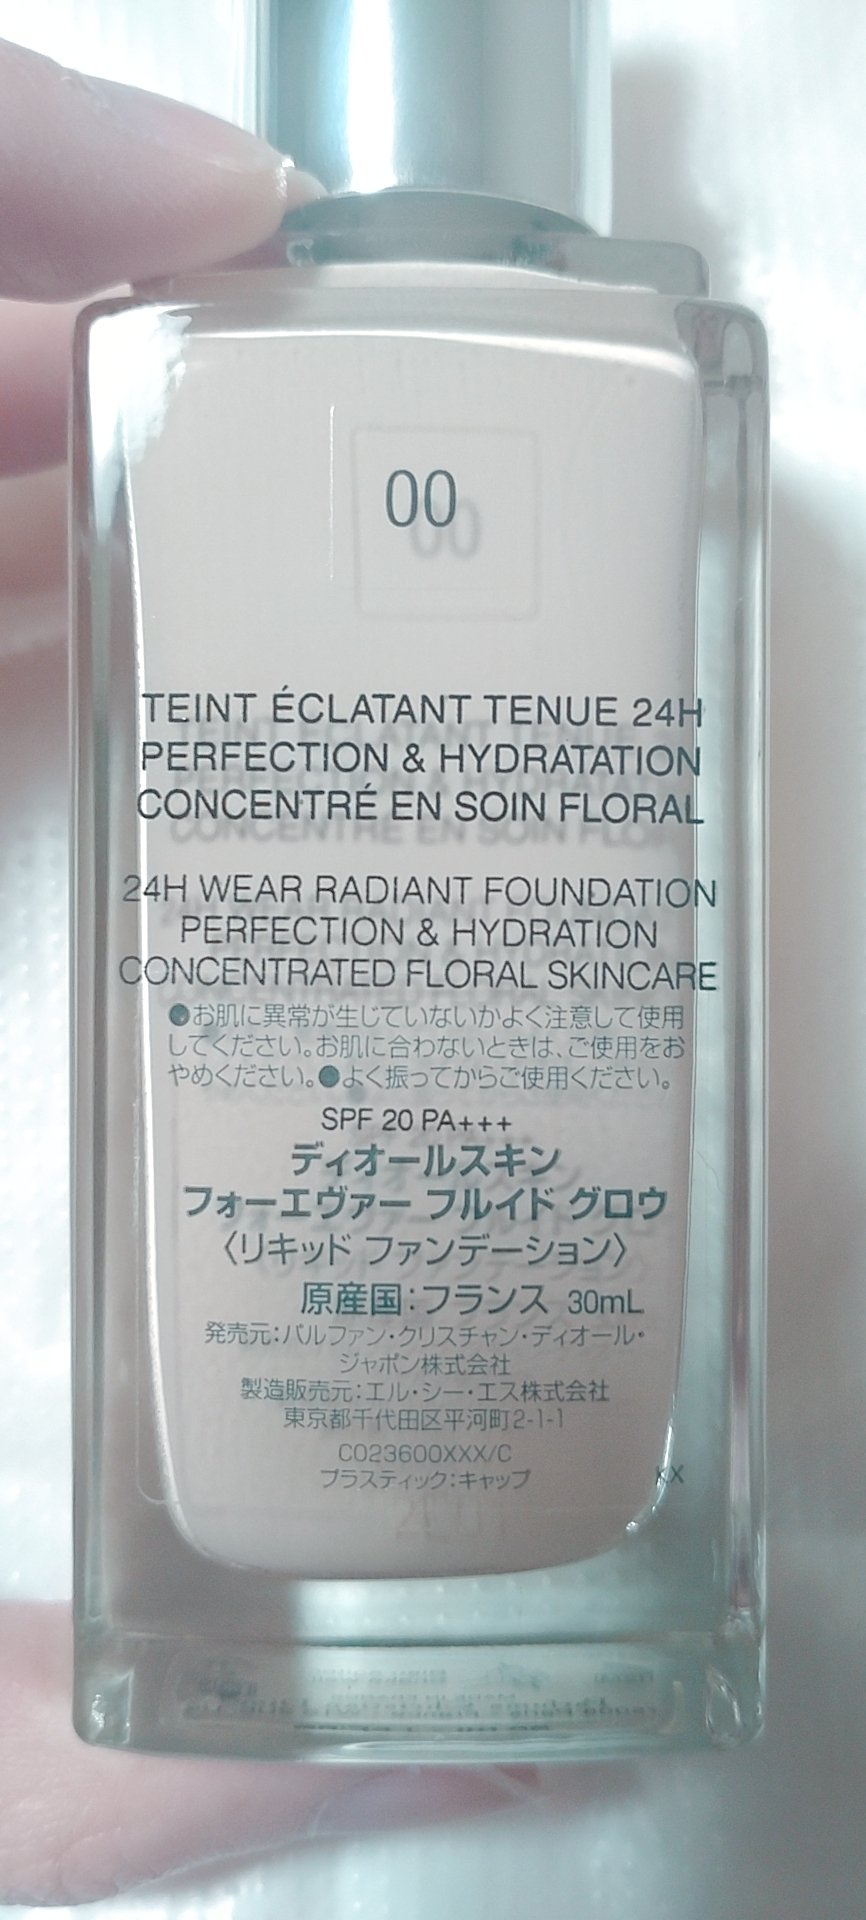 00
TEINT ÉCLATANT TENUE 24H
PERFECTION & HYDRATATION
CONCENTRÉ EN SOIN FLORAL
24H WEAR RADIANT FOUNDATION
PERFECTION & HYDRATION
CONCENTRATED FLORAL SKINCARE
●お肌に異常が生じていないかよく注意して使用
してください。お肌に合わないときは、ご使用をお
やめください。●よく振ってからご使用ください。
SPF 20 PA+++
ディオールスキン
フォーエヴァー フルイド グロウ
〈リキッド ファンデーション〉
原産国:フランス 30mL
発売元:パルファン・クリスチャン・ディオール・
ジャポン株式会社
製造販売元:エル・シー・エス株式会社
東京都千代田区平河町2-1-1
C023600XXX/C
プラスティック:キャップ
KX